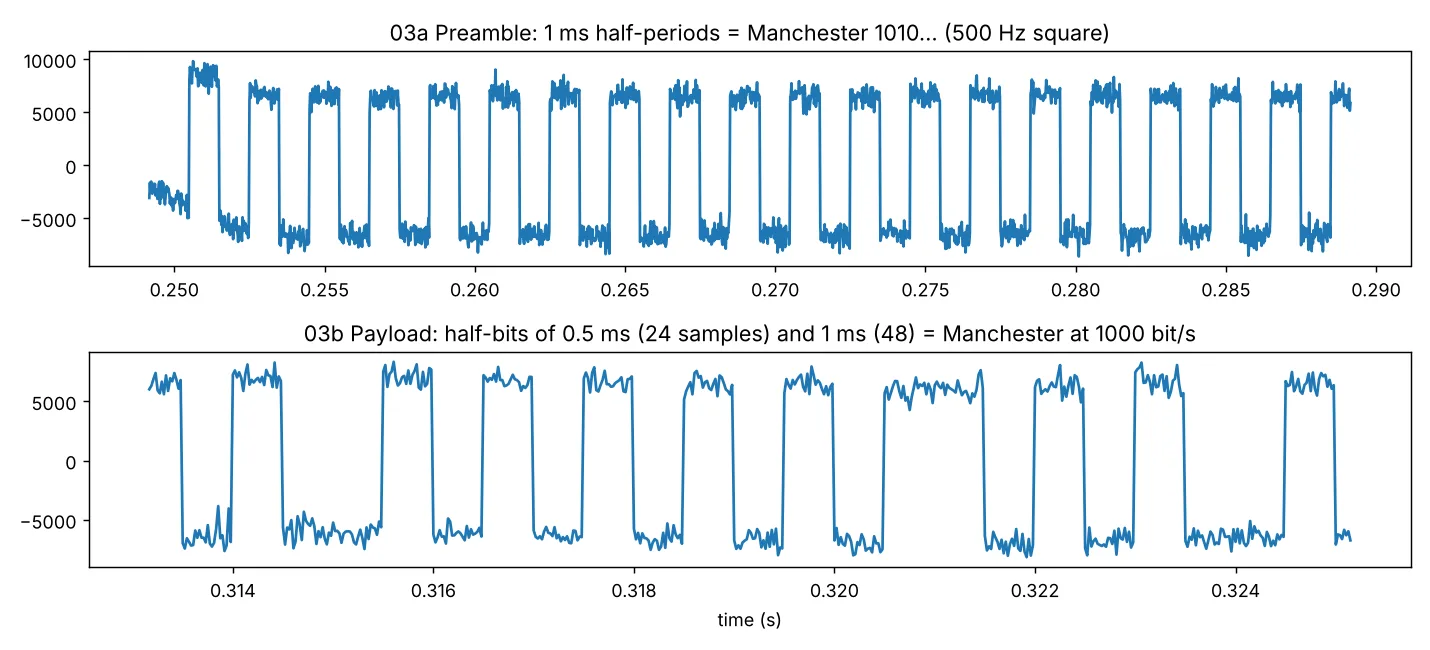 03a Preamble: 1 ms half-periods = Manchester 1010... (500 Hz square)
10000
5000
0
−5000
0.250 0.255 0.260 0.265 0.270 0.275 0.280 0.285 0.290
03b Payload: half-bits of 0.5 ms (24 samples) and 1 ms (48) = Manchester at 1000 bit/s
5000
0
−5000
0.314 0.316 0.318 0.320 0.322 0.324
time (s)